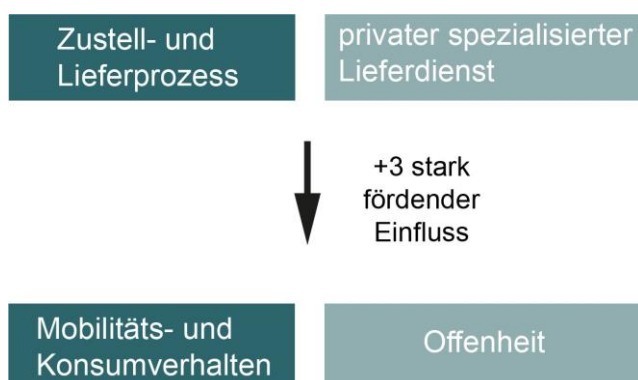 Zustell- und
Lieferprozess
privater spezialisierter
Lieferdienst
+3 stark
fördender
Einfluss
Mobilitäts- und
Konsumverhalten
Offenheit